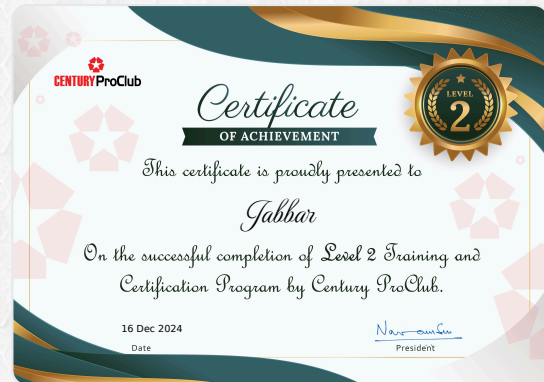 CENTURY ProClub
LEVEL
2
Certificate
OF ACHIEVEMENT
This certificate is proudly presented to
Jabbar
On the successful completion of Level 2 Training and
Certification Program by Century ProClub.
16 Dec 2024
Date
President